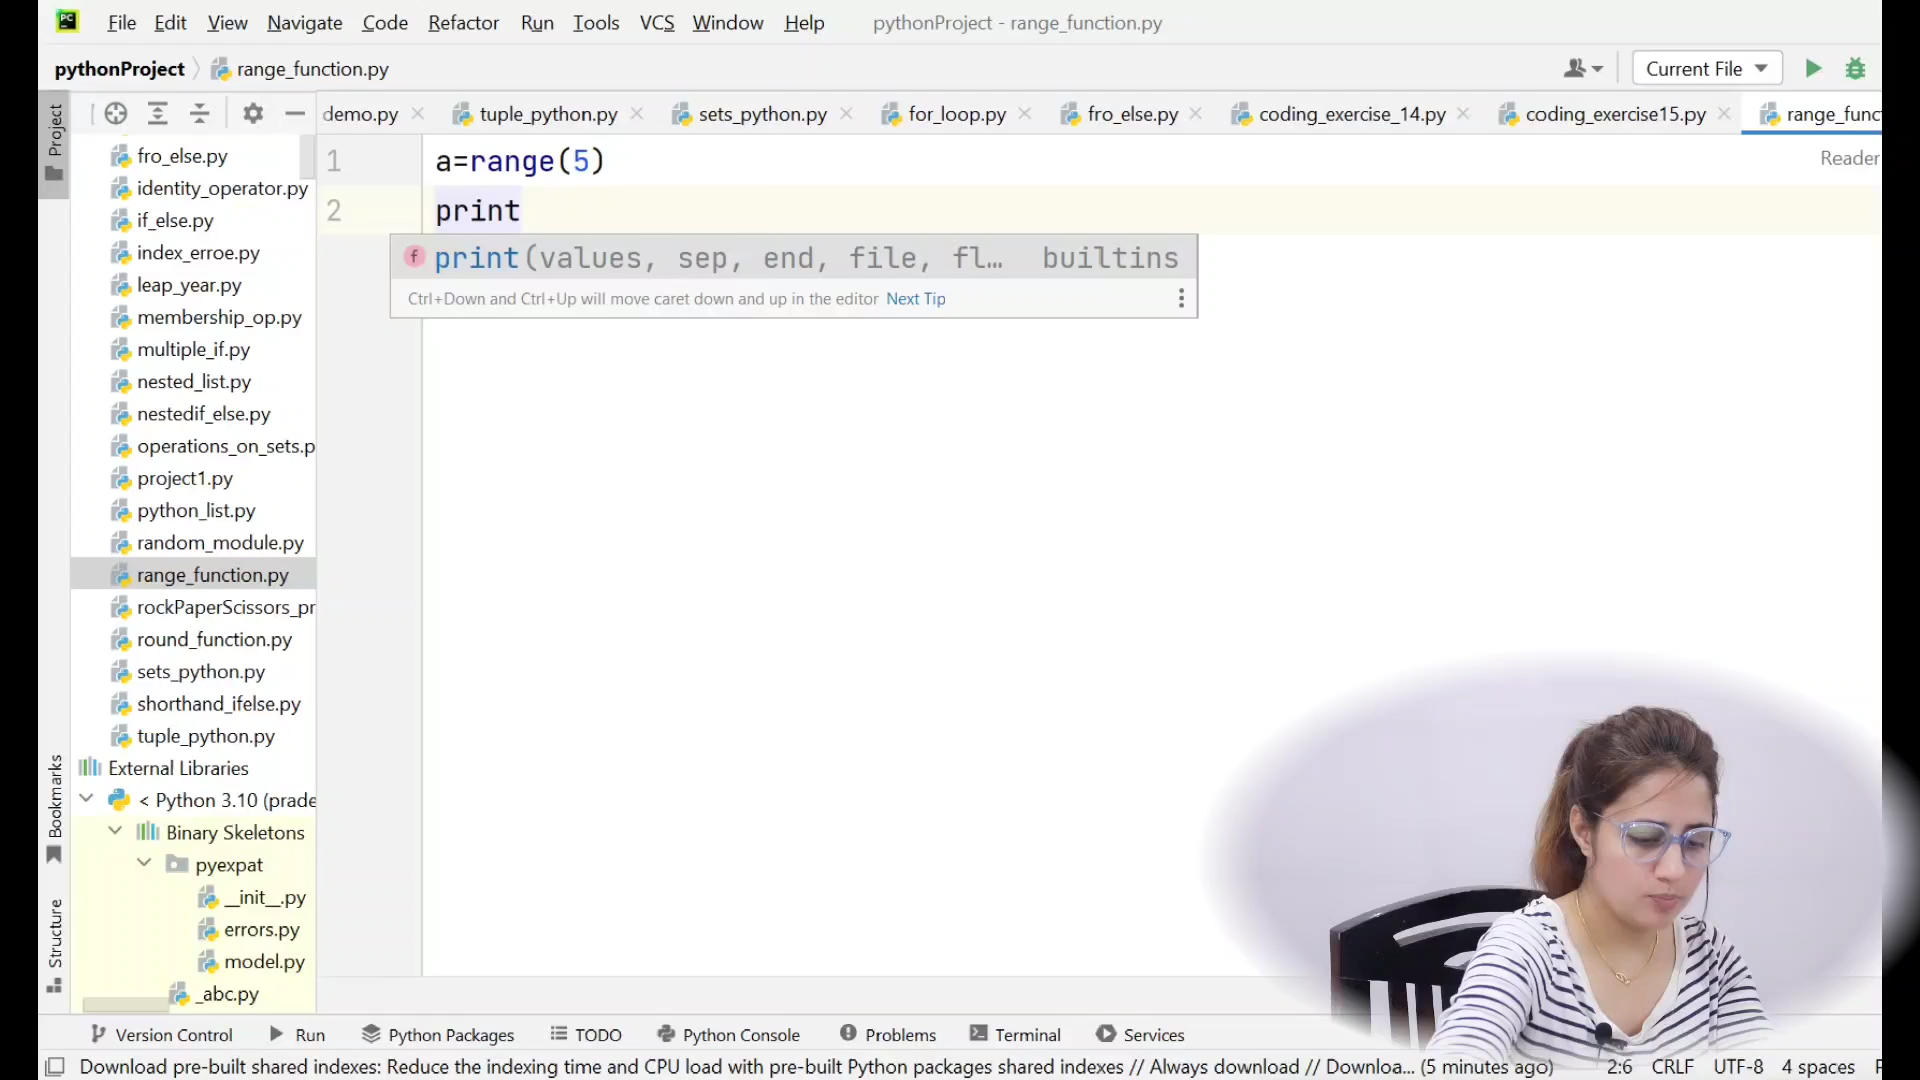 PC File Edit View Navigate Code Refactor Run Tools VCS Window Help pythonProject - range_function.py
pythonProject range_function.py Current File
Project
demo.py tuple_python.py sets_python.py for_loop.py fro_else.py coding_exercise_14.py coding_exercise15.py range_func
1 a=range(5)
Reader
2 print
print(values, sep, end, file, fl… builtins
Ctrl+Down and Ctrl+Up will move caret down and up in the editor Next Tip
fro_else.py
identity_operator.py
if_else.py
index_erroe.py
leap_year.py
membership_op.py
multiple_if.py
nested_list.py
nestedif_else.py
operations_on_sets.p
project1.py
python_list.py
random_module.py
range_function.py
rockPaperScissors_pr
round_function.py
sets_python.py
shorthand_ifelse.py
tuple_python.py
External Libraries
< Python 3.10 (prade
Binary Skeletons
pyexpat
__init__.py
errors.py
model.py
_abc.py
Bookmarks
Structure
Version Control Run Python Packages TODO Python Console Problems Terminal Services
Download pre-built shared indexes: Reduce the indexing time and CPU load with pre-built Python packages shared indexes // Always download // Downloa... (5 minutes ago) 2:6 CRLF UTF-8 4 spaces